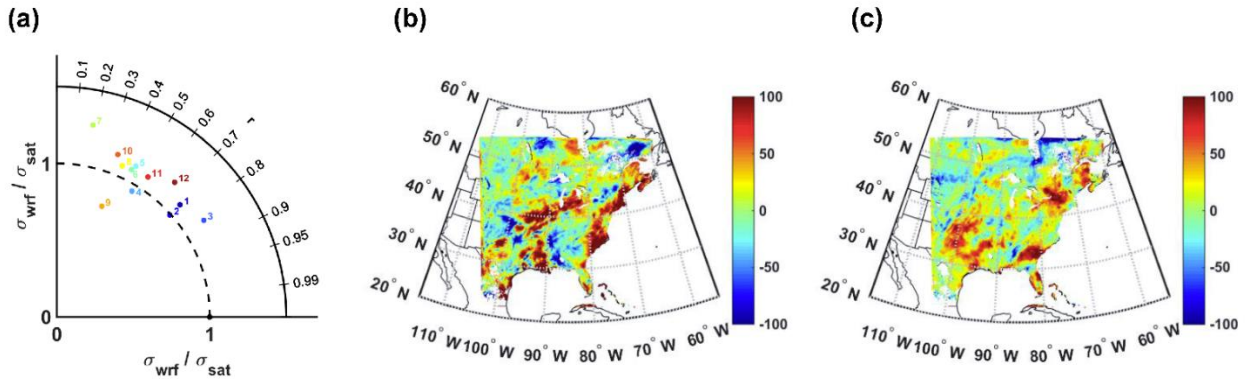 (a)
(b)
(c)
0.1
0.2
0.3
0.4
0.5
0.6
0.7
0.8
0.9
0.95
0.99
r
σwrf / σsat
1
0
7
10
5
11
12
4
9
2
1
3
0
1
σwrf / σsat
60° N
50° N
40° N
30° N
20° N
110° W
100° W
90° W
80° W
70° W
60° W
100
50
0
-50
-100
60° N
50° N
40° N
30° N
20° N
110° W
100° W
90° W
80° W
70° W
60° W
100
50
0
-50
-100